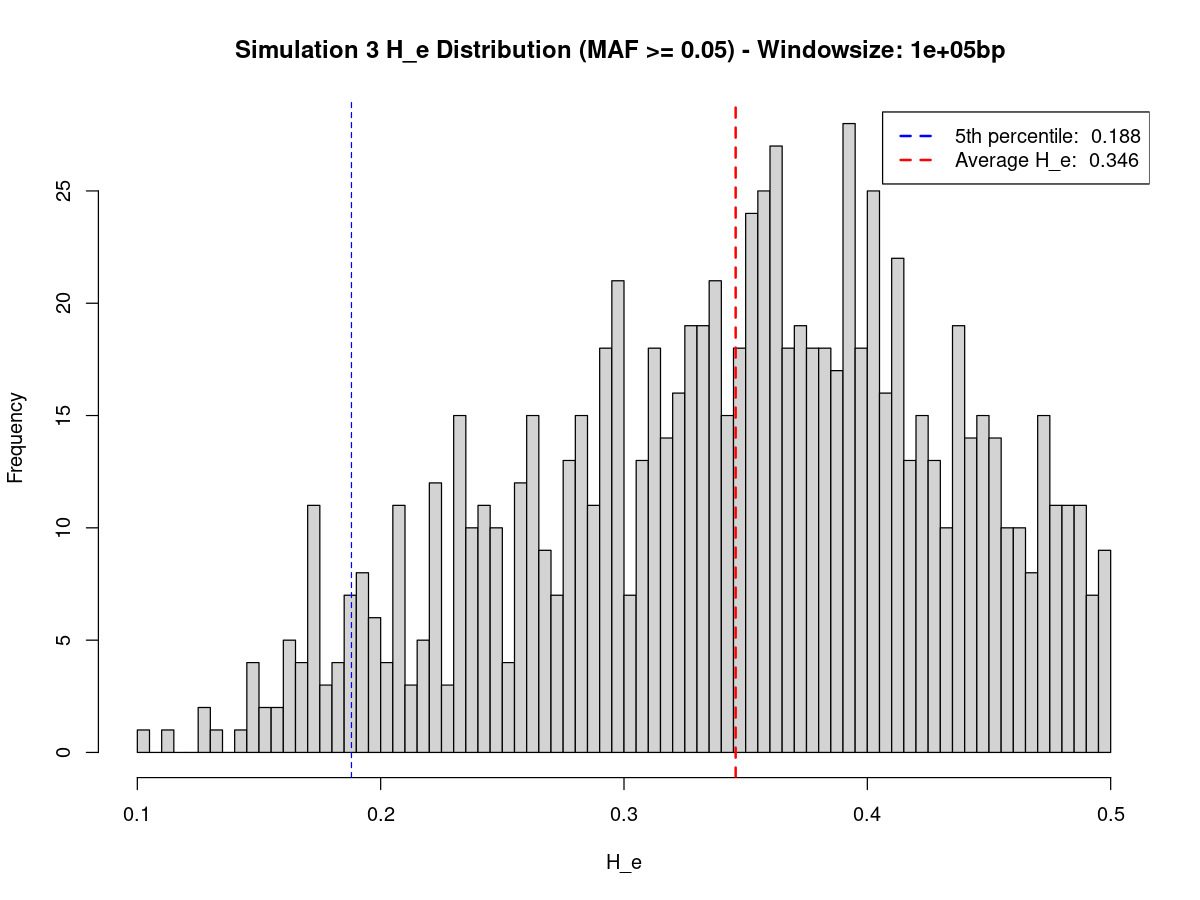 Simulation 3 H_e Distribution (MAF >= 0.05) - Windowsize: 1e+05bp
5th percentile:  0.188
Average H_e:  0.346
Frequency
25
20
15
10
5
0
0.1
0.2
0.3
0.4
0.5
H_e